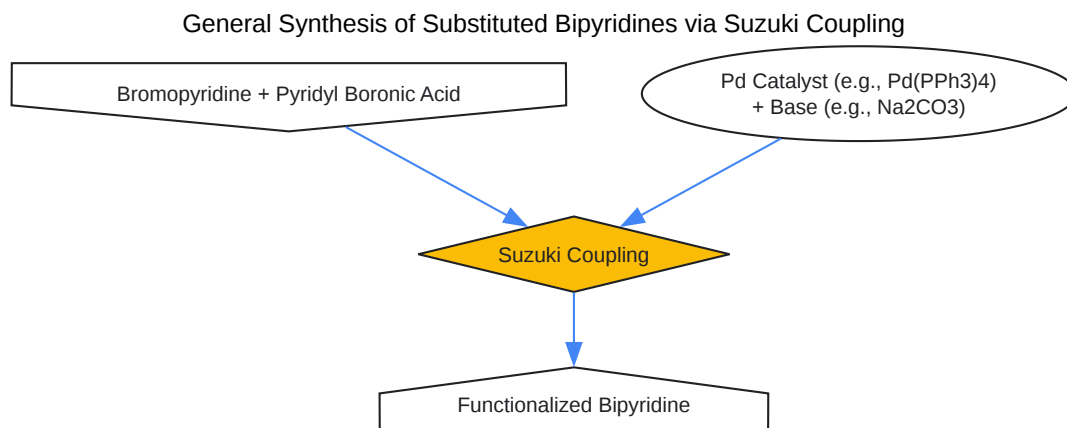 General Synthesis of Substituted Bipyridines via Suzuki Coupling
Bromopyridine + Pyridyl Boronic Acid
Pd Catalyst (e.g., Pd(PPh3)4)
+ Base (e.g., Na2CO3)
Suzuki Coupling
Functionalized Bipyridine